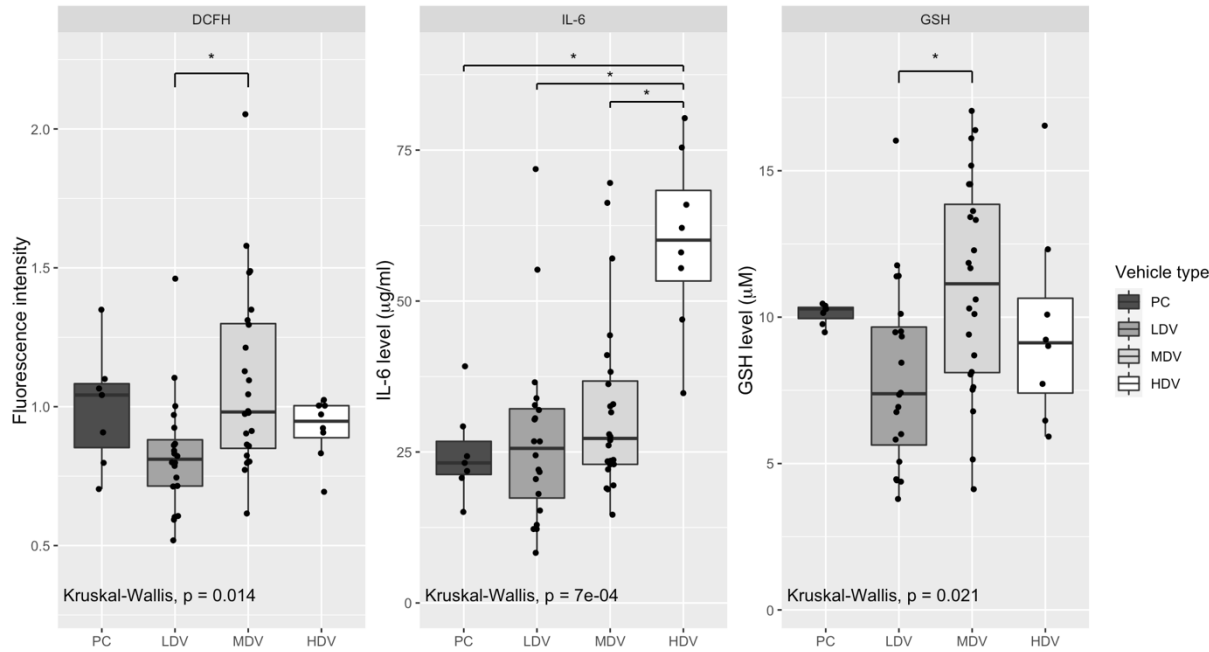 DCFH
IL-6
GSH
*
*
*
*
*
Fluorescence intensity
2.0
1.5
1.0
0.5
Kruskal-Wallis, p = 0.014
PC
LDV
MDV
HDV
IL-6 level (μg/ml)
75
50
25
0
Kruskal-Wallis, p = 7e-04
PC
LDV
MDV
HDV
GSH level (μM)
15
10
5
0
Kruskal-Wallis, p = 0.021
PC
LDV
MDV
HDV
Vehicle type
PC
LDV
MDV
HDV